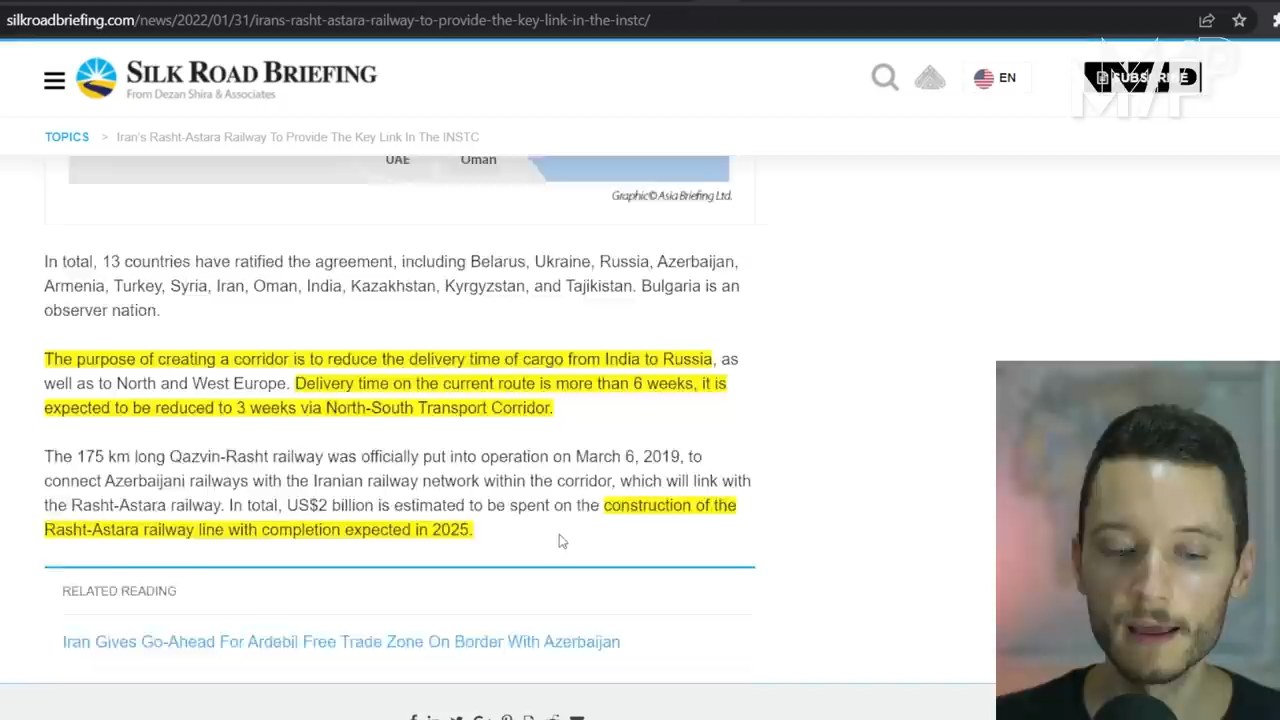 silkroadbriefing.com/news/2022/01/31/irans-rasht-astara-railway-to-provide-the-key-link-in-the-instc/
SILK ROAD BRIEFING
From Dezan Shira & Associates
EN
SUBSCRIBE
MVP
TOPICS > Iran's Rasht-Astara Railway To Provide The Key Link In The INSTC
UAE Oman
Graphic© Asia Briefing Ltd.
In total, 13 countries have ratified the agreement, including Belarus, Ukraine, Russia, Azerbaijan,
Armenia, Turkey, Syria, Iran, Oman, India, Kazakhstan, Kyrgyzstan, and Tajikistan. Bulgaria is an
observer nation.
The purpose of creating a corridor is to reduce the delivery time of cargo from India to Russia, as
well as to North and West Europe. Delivery time on the current route is more than 6 weeks, it is
expected to be reduced to 3 weeks via North-South Transport Corridor.
The 175 km long Qazvin-Rasht railway was officially put into operation on March 6, 2019, to
connect Azerbaijani railways with the Iranian railway network within the corridor, which will link with
the Rasht-Astara railway. In total, US$2 billion is estimated to be spent on the construction of the
Rasht-Astara railway line with completion expected in 2025.
RELATED READING
Iran Gives Go-Ahead For Ardebil Free Trade Zone On Border With Azerbaijan